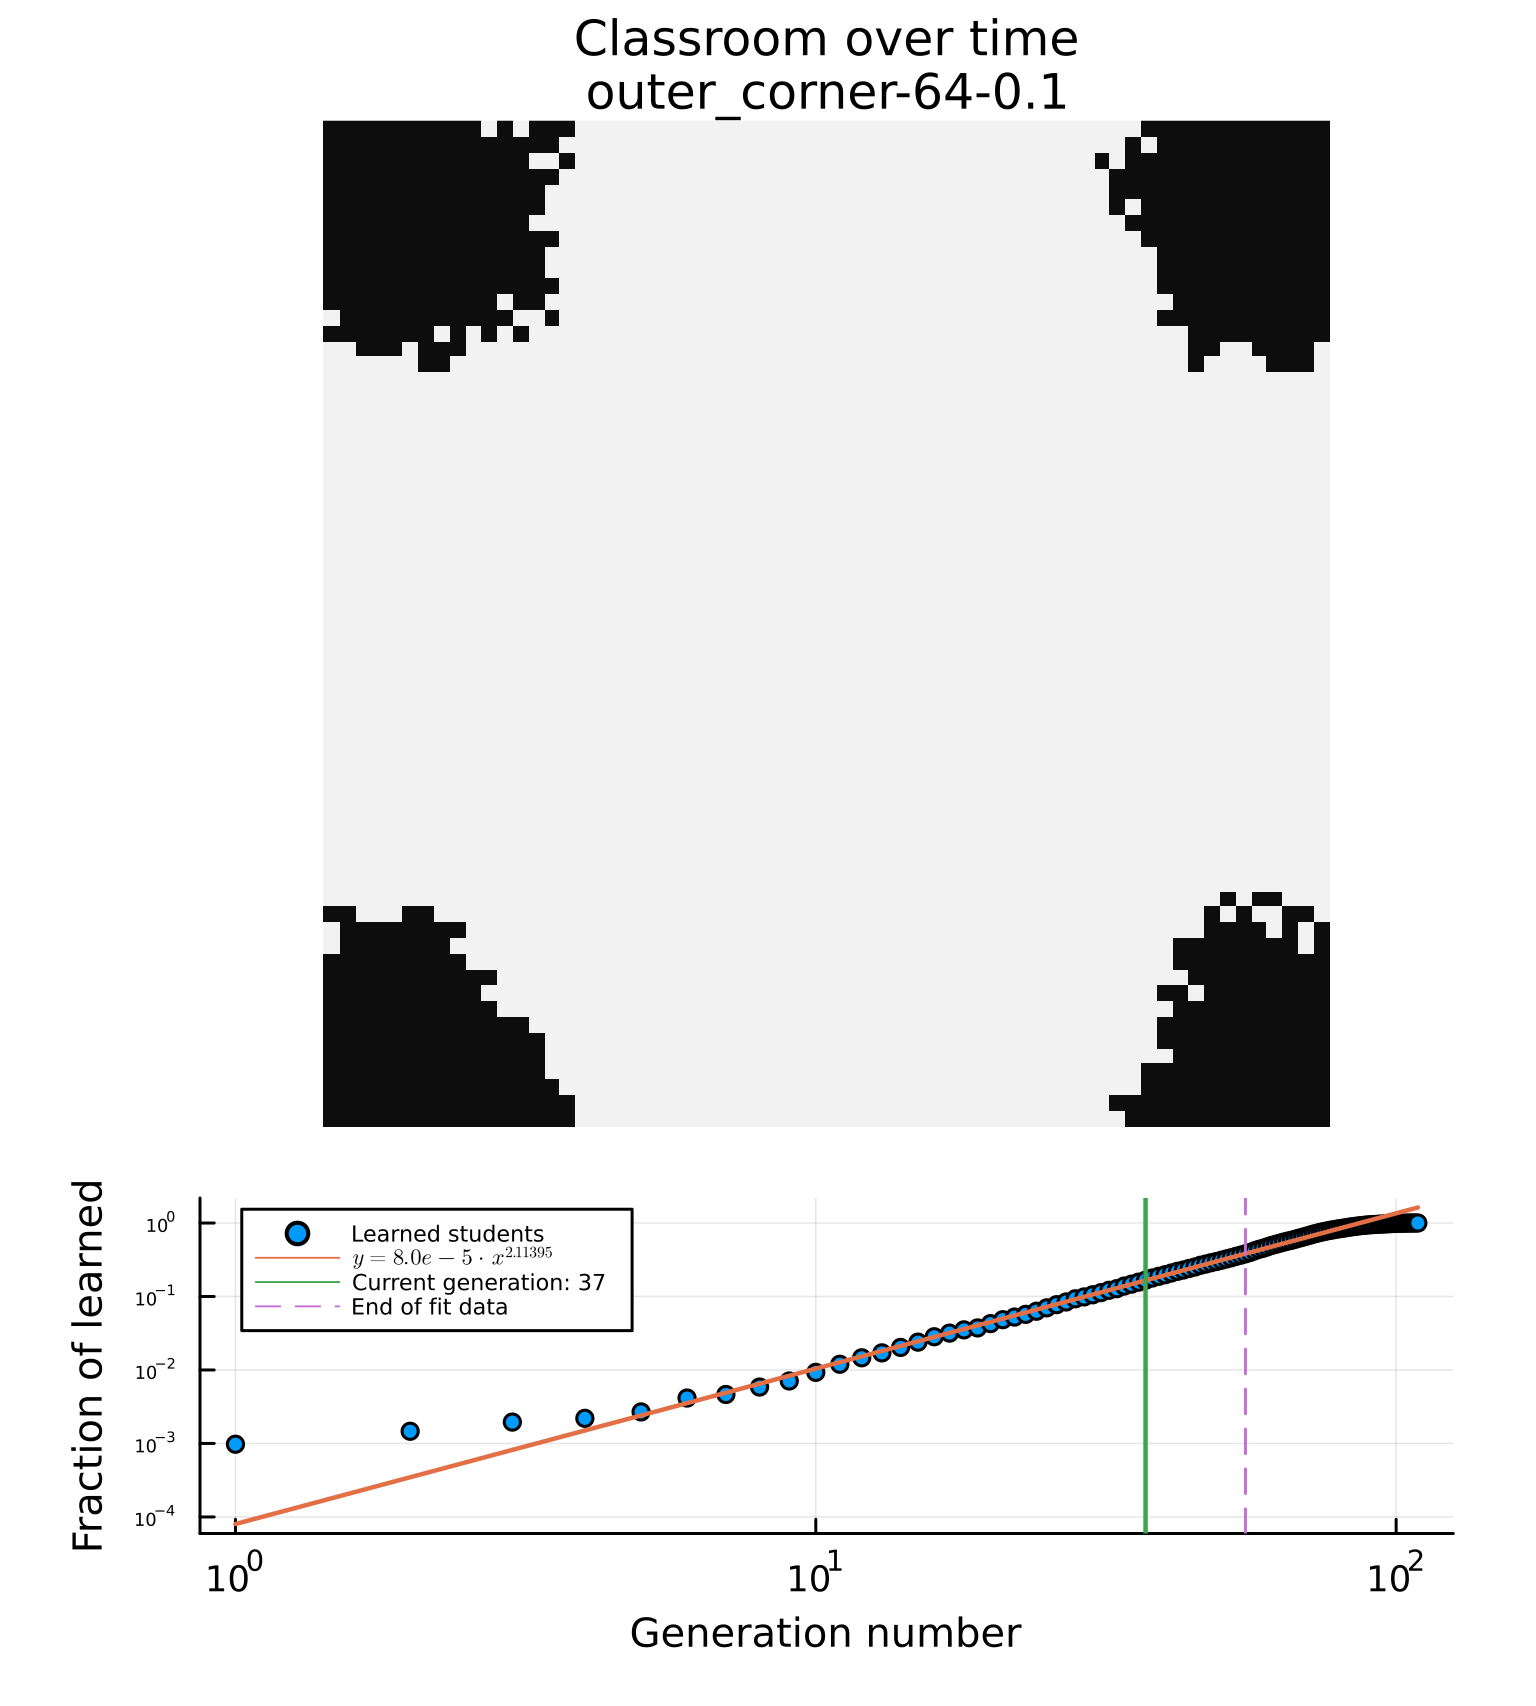 Classroom over time
outer_corner-64-0.1
Fraction of learned
10^0
10^−1
10^−2
10^−3
10^−4
Learned students
y = 8.0e − 5 · x^2.11395
Current generation: 37
End of fit data
10^0
10^1
10^2
Generation number